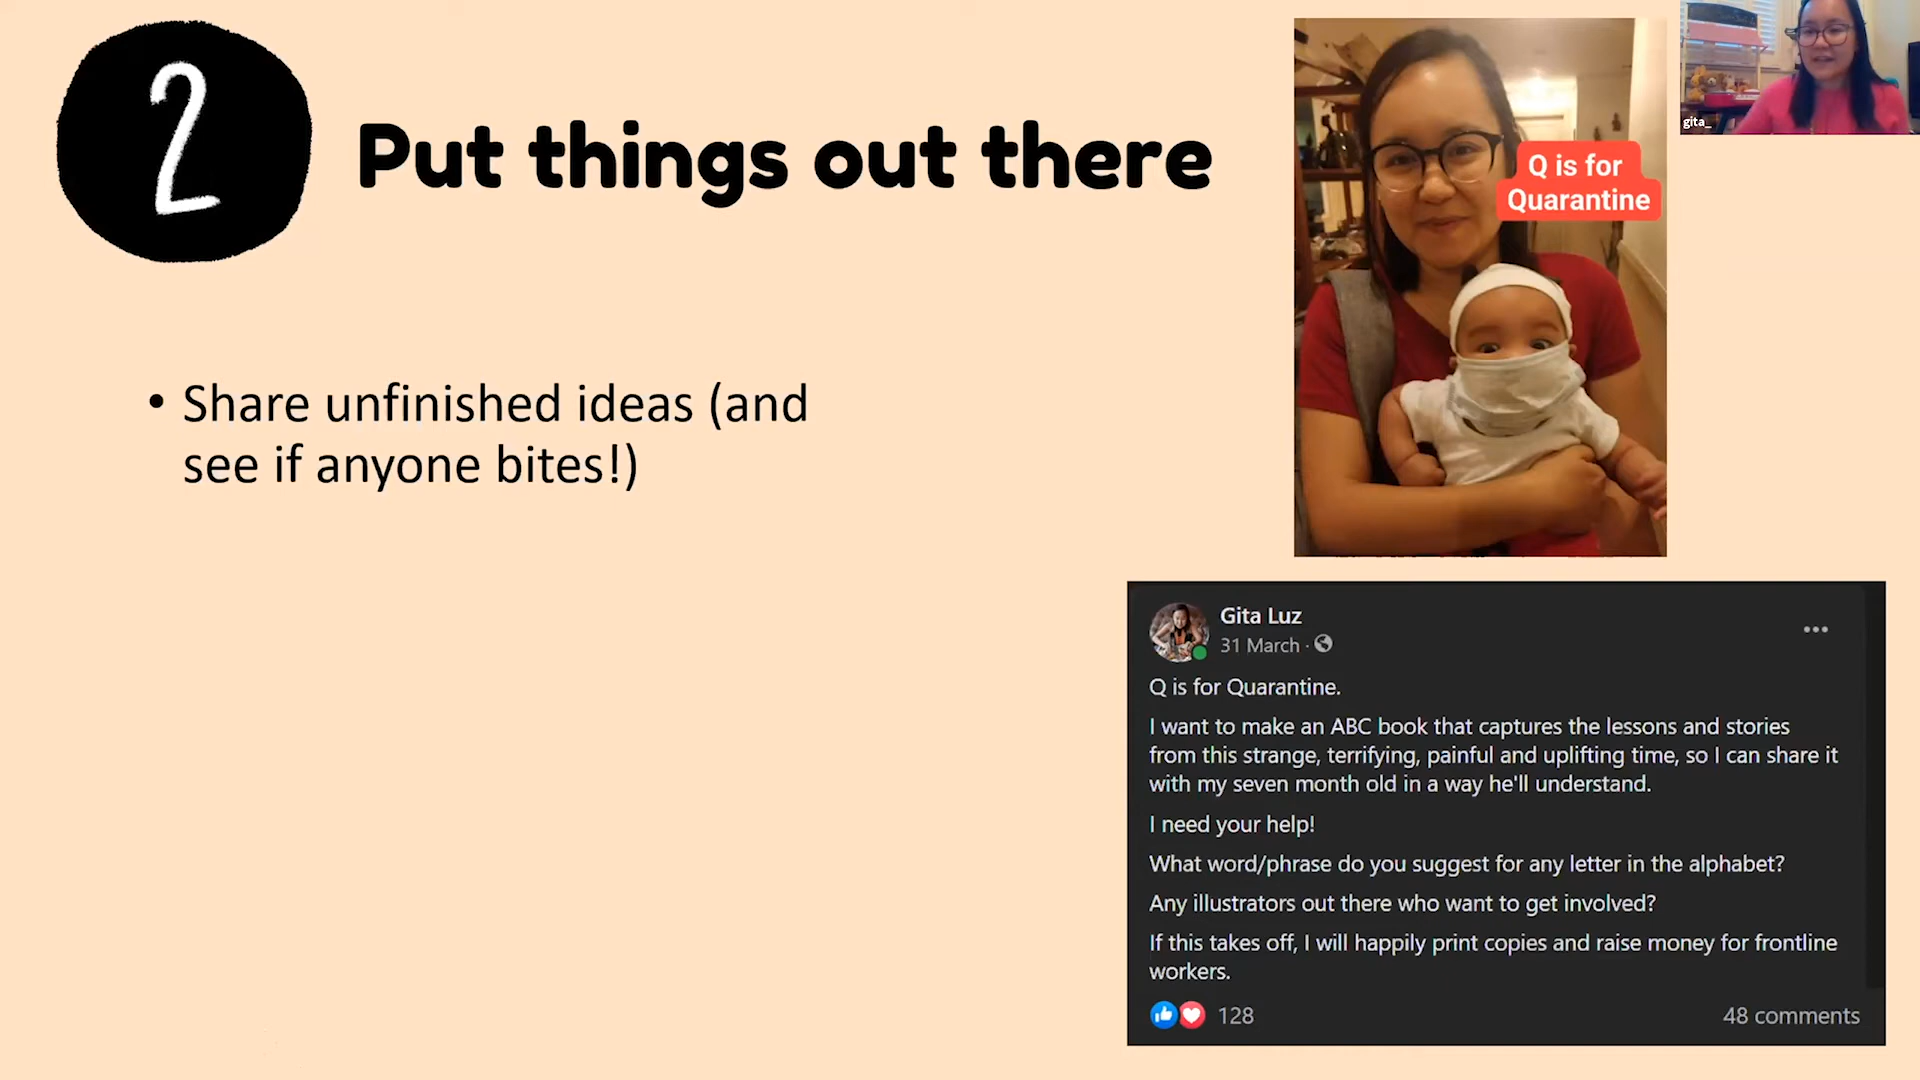 2
Put things out there
• Share unfinished ideas (and
see if anyone bites!)
Q is for
Quarantine
gita_
Gita Luz
31 March ·
Q is for Quarantine.
I want to make an ABC book that captures the lessons and stories
from this strange, terrifying, painful and uplifting time, so I can share it
with my seven month old in a way he'll understand.
I need your help!
What word/phrase do you suggest for any letter in the alphabet?
Any illustrators out there who want to get involved?
If this takes off, I will happily print copies and raise money for frontline
workers.
128
48 comments